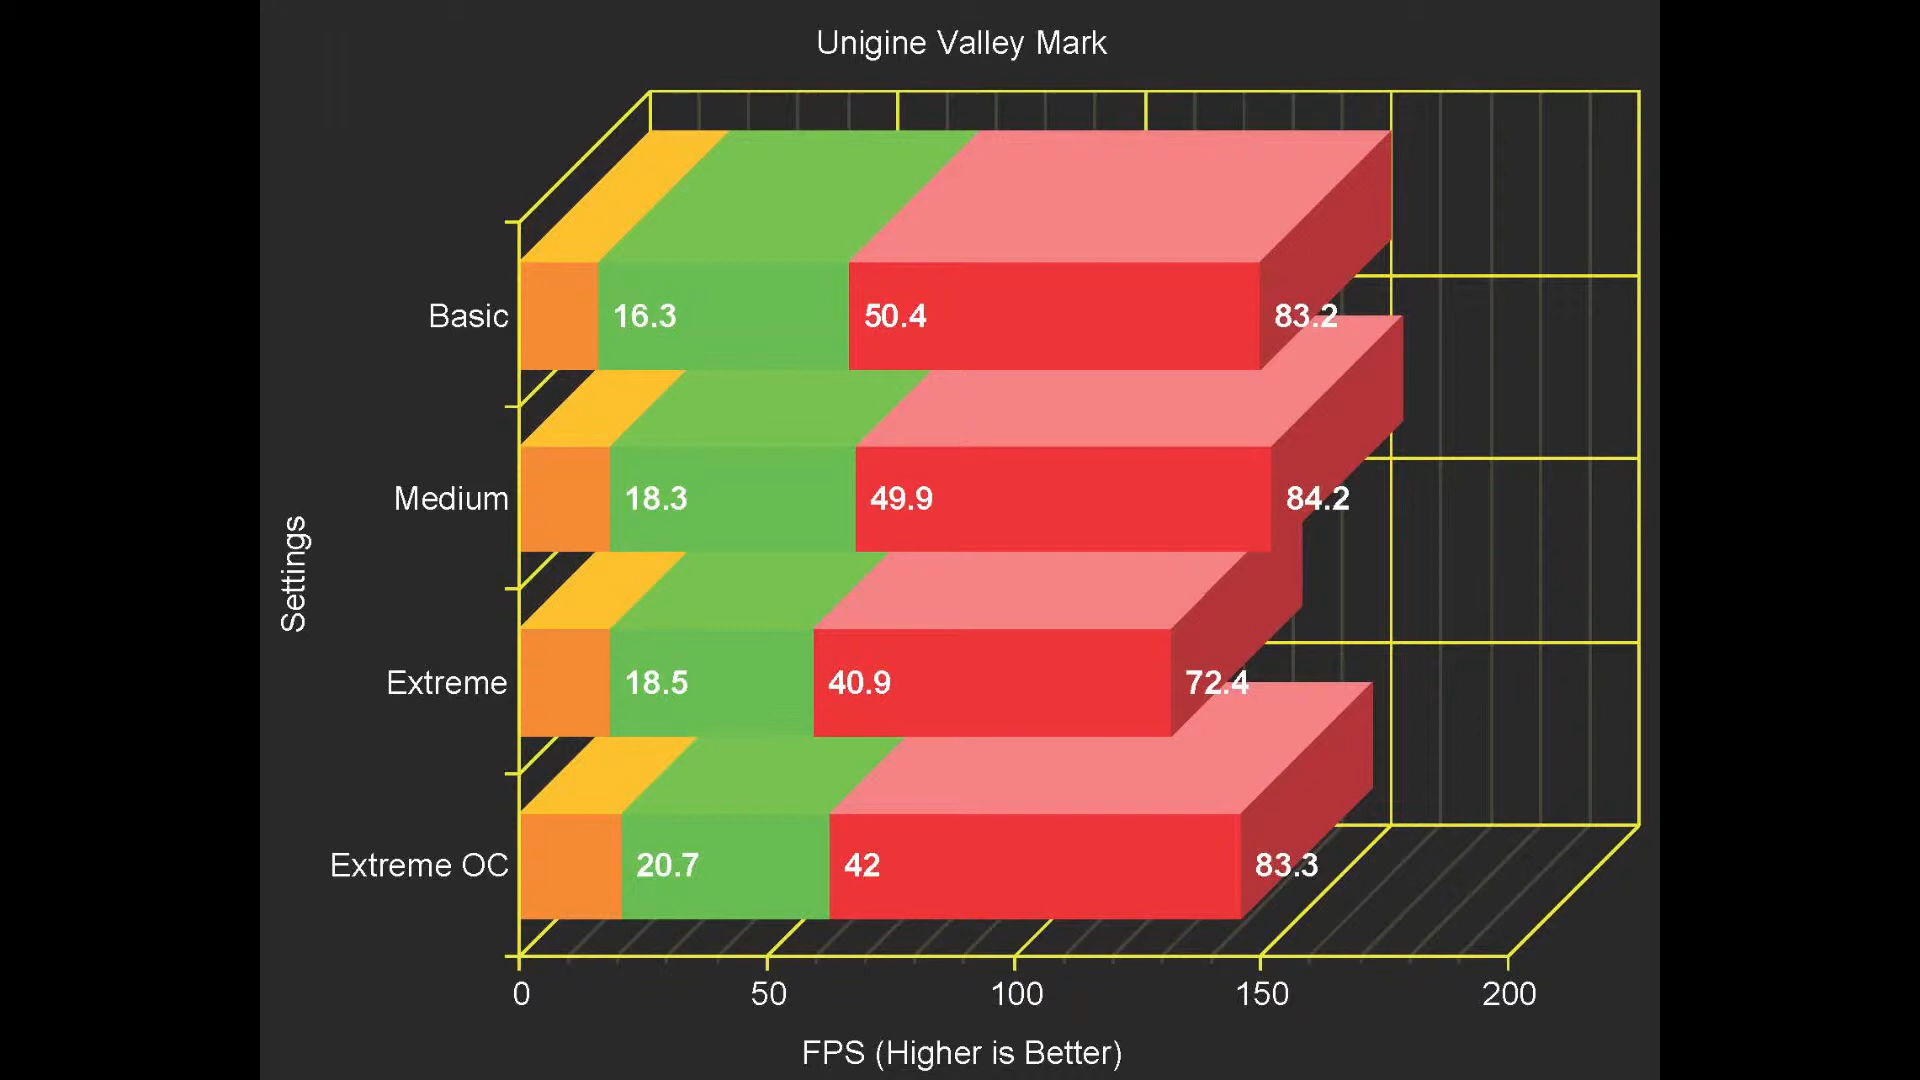 Unigine Valley Mark
Basic 16.3 50.4 83.2
Medium 18.3 49.9 84.2
Settings
Extreme 18.5 40.9 72.4
Extreme OC 20.7 42 83.3
0 50 100 150 200
FPS (Higher is Better)